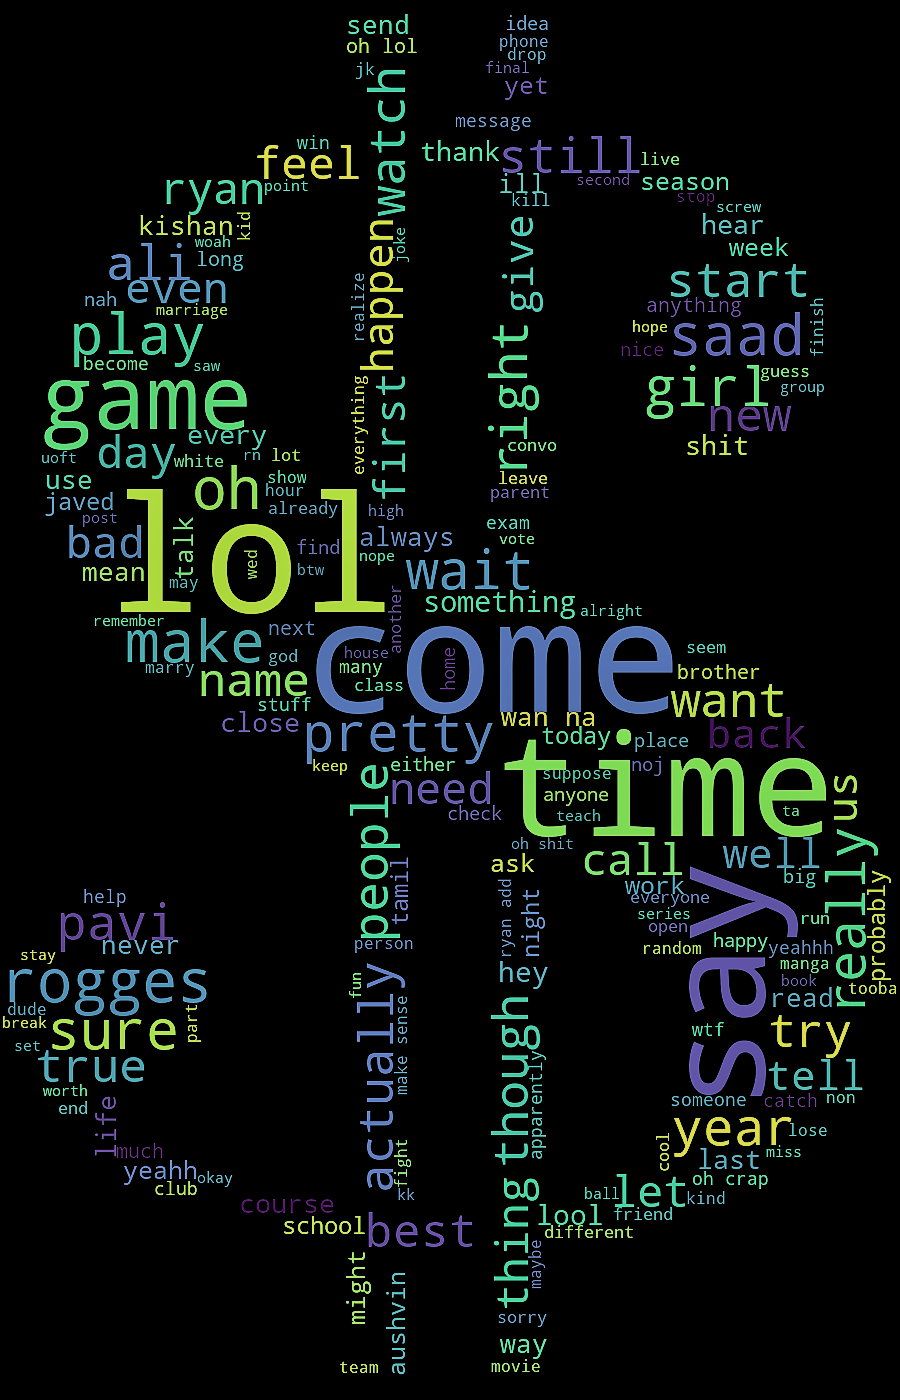 send
idea
oh lol
phone
drop
jk
final
watch
yet
message
win
feel
thank
still
live
point
second
season
ryan
ill
stop
kill
screw
kishan
kid
joke
give
hear
woah
week
ali
long
happen
start
even
realize
nah
anything
marriage
finish
play
right
hope
saad
become
saw
nice
game
first
girl
guess
everything
group
new
every
convo
shit
day
white
rn
lot
uoft
leave
use
oh
show
hour
parent
javed
already
high
post
exam
lol
talk
always
vote
bad
find
nope
wed
btw
wait
mean
may
something
another
alright
remember
make
next
come
seem
house
god
many
home
brother
marry
name
class
want
stuff
close
pretty
wan na
back
today
place
time
keep
either
noj
people
need
suppose
us
anyone
check
ta
teach
oh shit
call
well
ask
tamil
really
big
work
say
probably
help
ryan add
everyone
night
pavi
series
run
never
person
open
happy
yeahhh
random
stay
manga
rogges
hey
fun
book
actually
read
tooba
dude
make sense
though
break
sure
part
wtf
try
set
true
apparently
tell
worth
someone
catch
non
end
life
year
lose
much
fight
cool
last
miss
yeahh
okay
oh crap
club
kk
thing
ball
let
kind
course
lool
friend
school
best
different
might
maybe
aushvin
sorry
way
team
movie